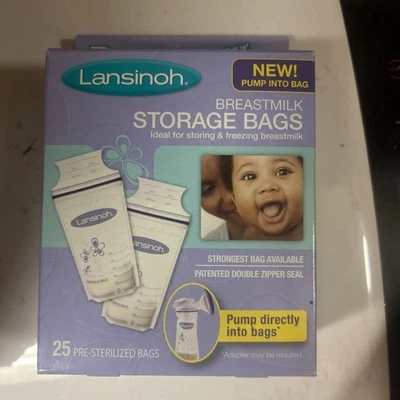 Lansinoh®
NEW!
PUMP INTO BAG
BREASTMILK
STORAGE BAGS
Ideal for storing & freezing breastmilk
Lansinoh
Lansinoh
STRONGEST BAG AVAILABLE
PATENTED DOUBLE ZIPPER SEAL
Pump directly
into bags*
25 PRE-STERILIZED BAGS
*Adapter may be required